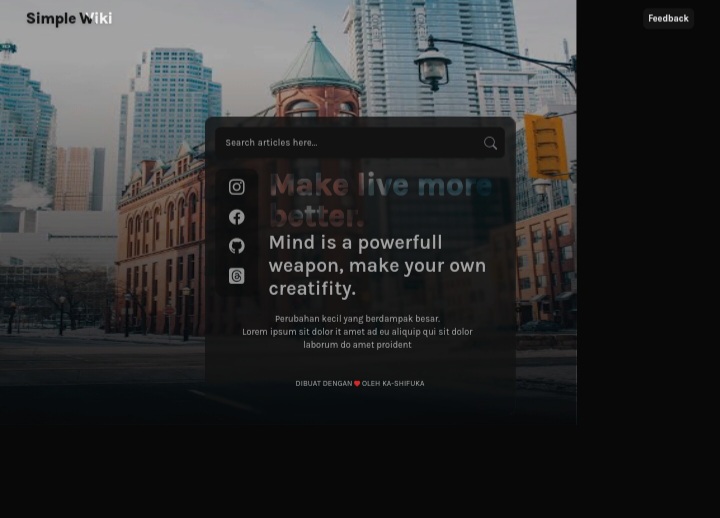 Simple Wiki
Feedback
Search articles here...
Make live more
better.
Mind is a powerfull
weapon, make your own
creatifity.
Perubahan kecil yang berdampak besar.
Lorem ipsum sit dolor it amet ad eu aliquip qui sit dolor
laborum do amet proident
DIBUAT DENGAN ❤ OLEH KA-SHIFUKA